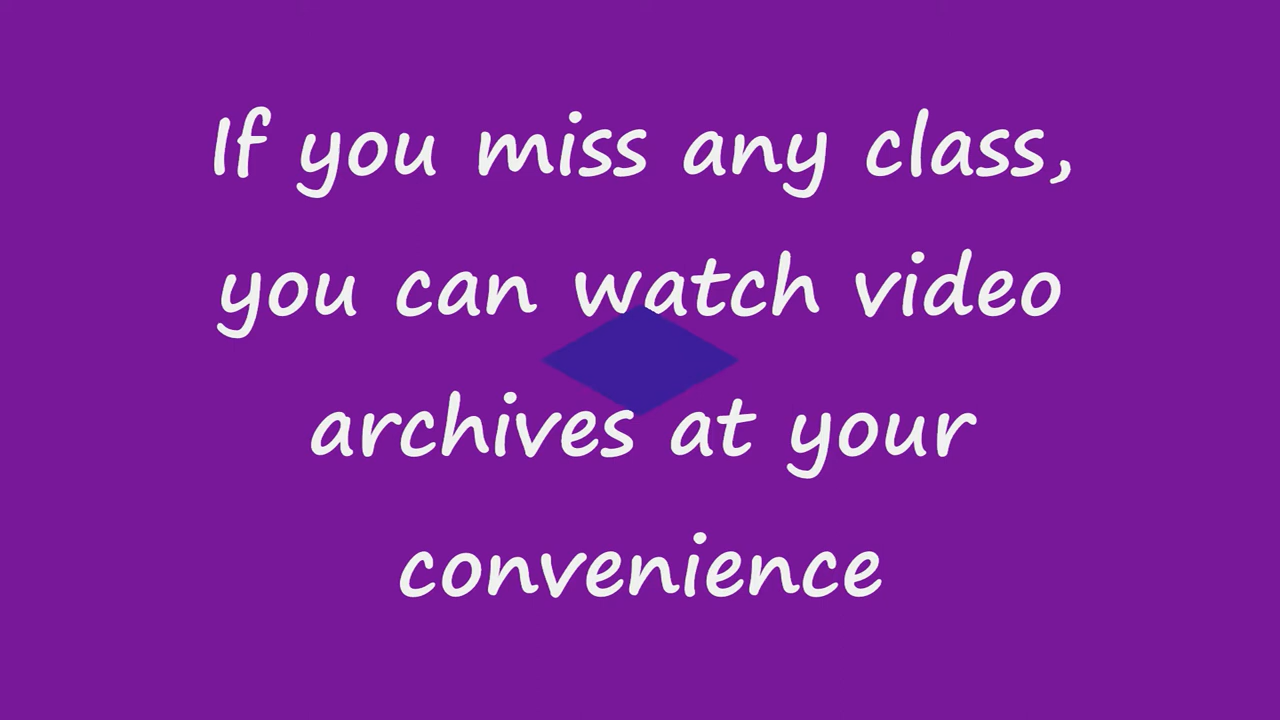 If you miss any class,
you can watch video
archives at your
convenience